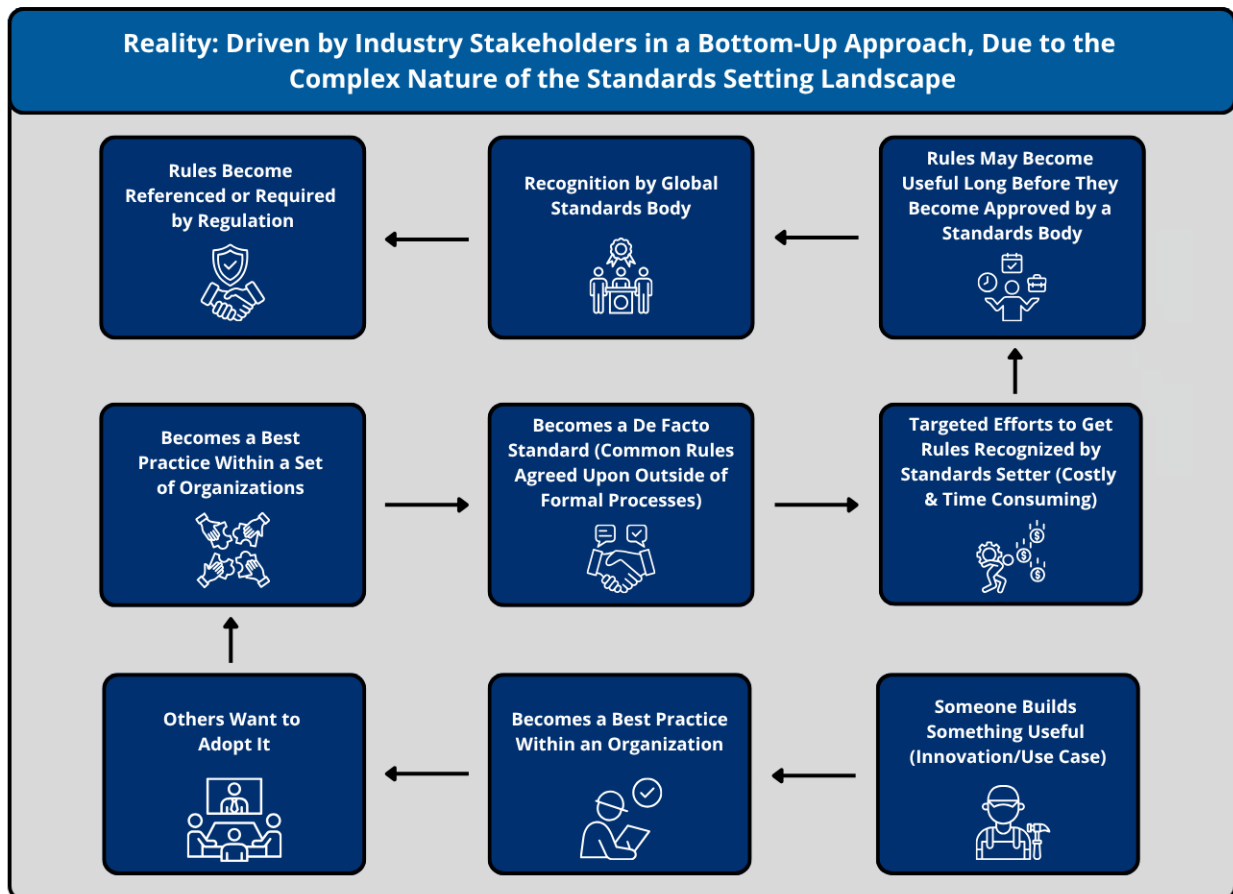 Reality: Driven by Industry Stakeholders in a Bottom-Up Approach, Due to the
Complex Nature of the Standards Setting Landscape
Rules Become
Referenced or Required
by Regulation
Recognition by Global
Standards Body
Rules May Become
Useful Long Before They
Become Approved by a
Standards Body
Becomes a Best
Practice Within a Set
of Organizations
Becomes a De Facto
Standard (Common Rules
Agreed Upon Outside of
Formal Processes)
Targeted Efforts to Get
Rules Recognized by
Standards Setter (Costly
& Time Consuming)
Others Want to
Adopt It
Becomes a Best Practice
Within an Organization
Someone Builds
Something Useful
(Innovation/Use Case)